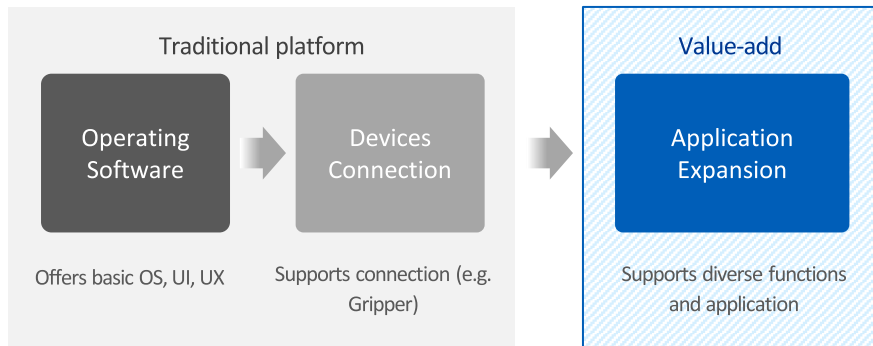 Traditional platform
Value-add
Operating
Software
Devices
Connection
Application
Expansion
Offers basic OS, UI, UX
Supports connection (e.g.
Gripper)
Supports diverse functions
and application